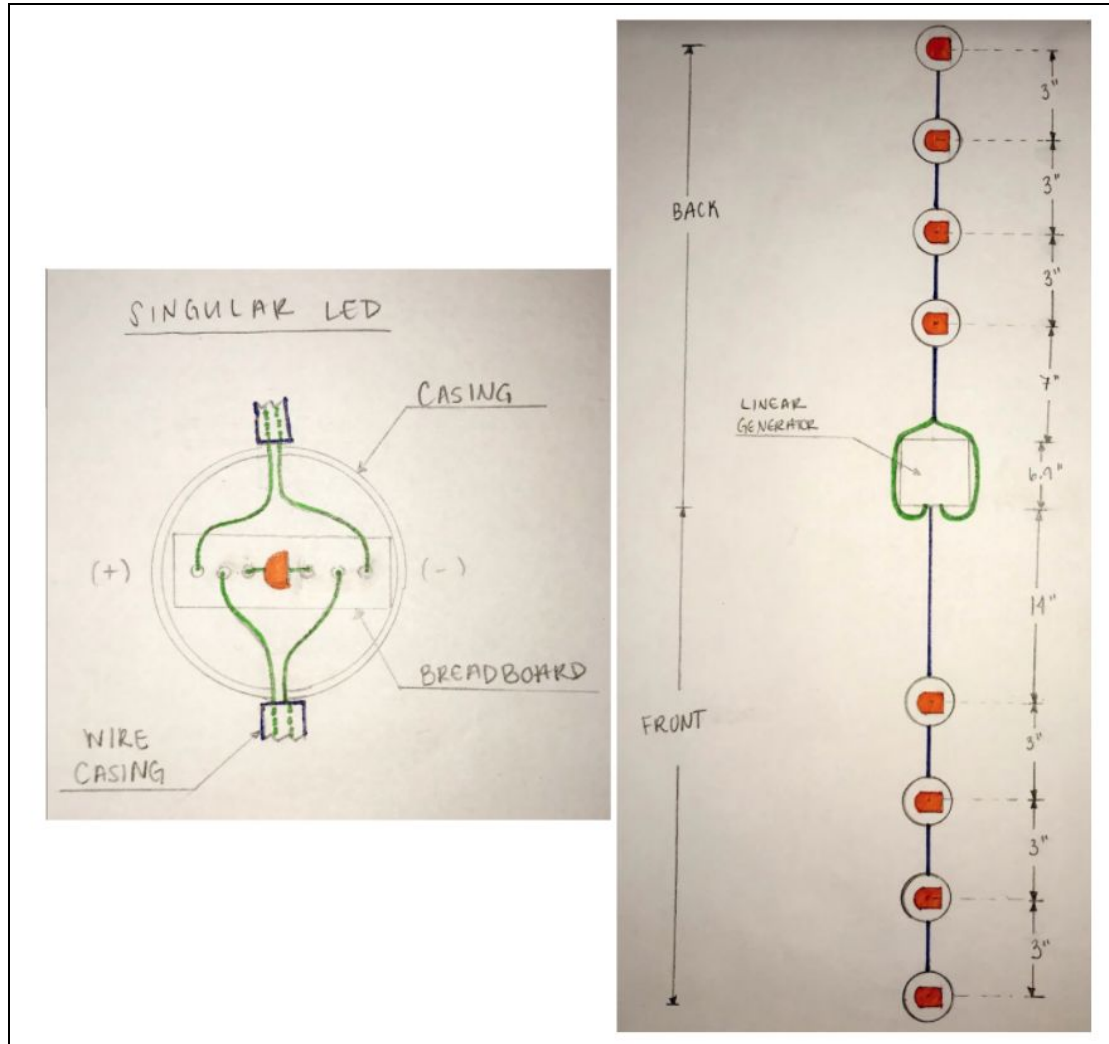 SINGULAR LED
CASING
(+)
(-)
BREADBOARD
WIRE
CASING
3"
3"
BACK
3"
7"
LINEAR
GENERATOR
14"
FRONT
3"
3"
3"